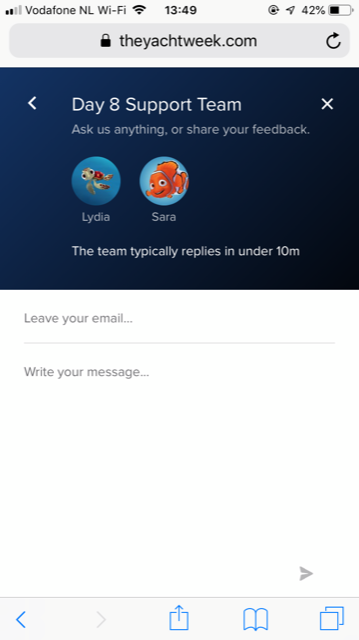 Vodafone NL Wi-Fi 13:49 42%
theyachtweek.com
Day 8 Support Team
Ask us anything, or share your feedback.
Lydia Sara
The team typically replies in under 10m
Leave your email...
Write your message...